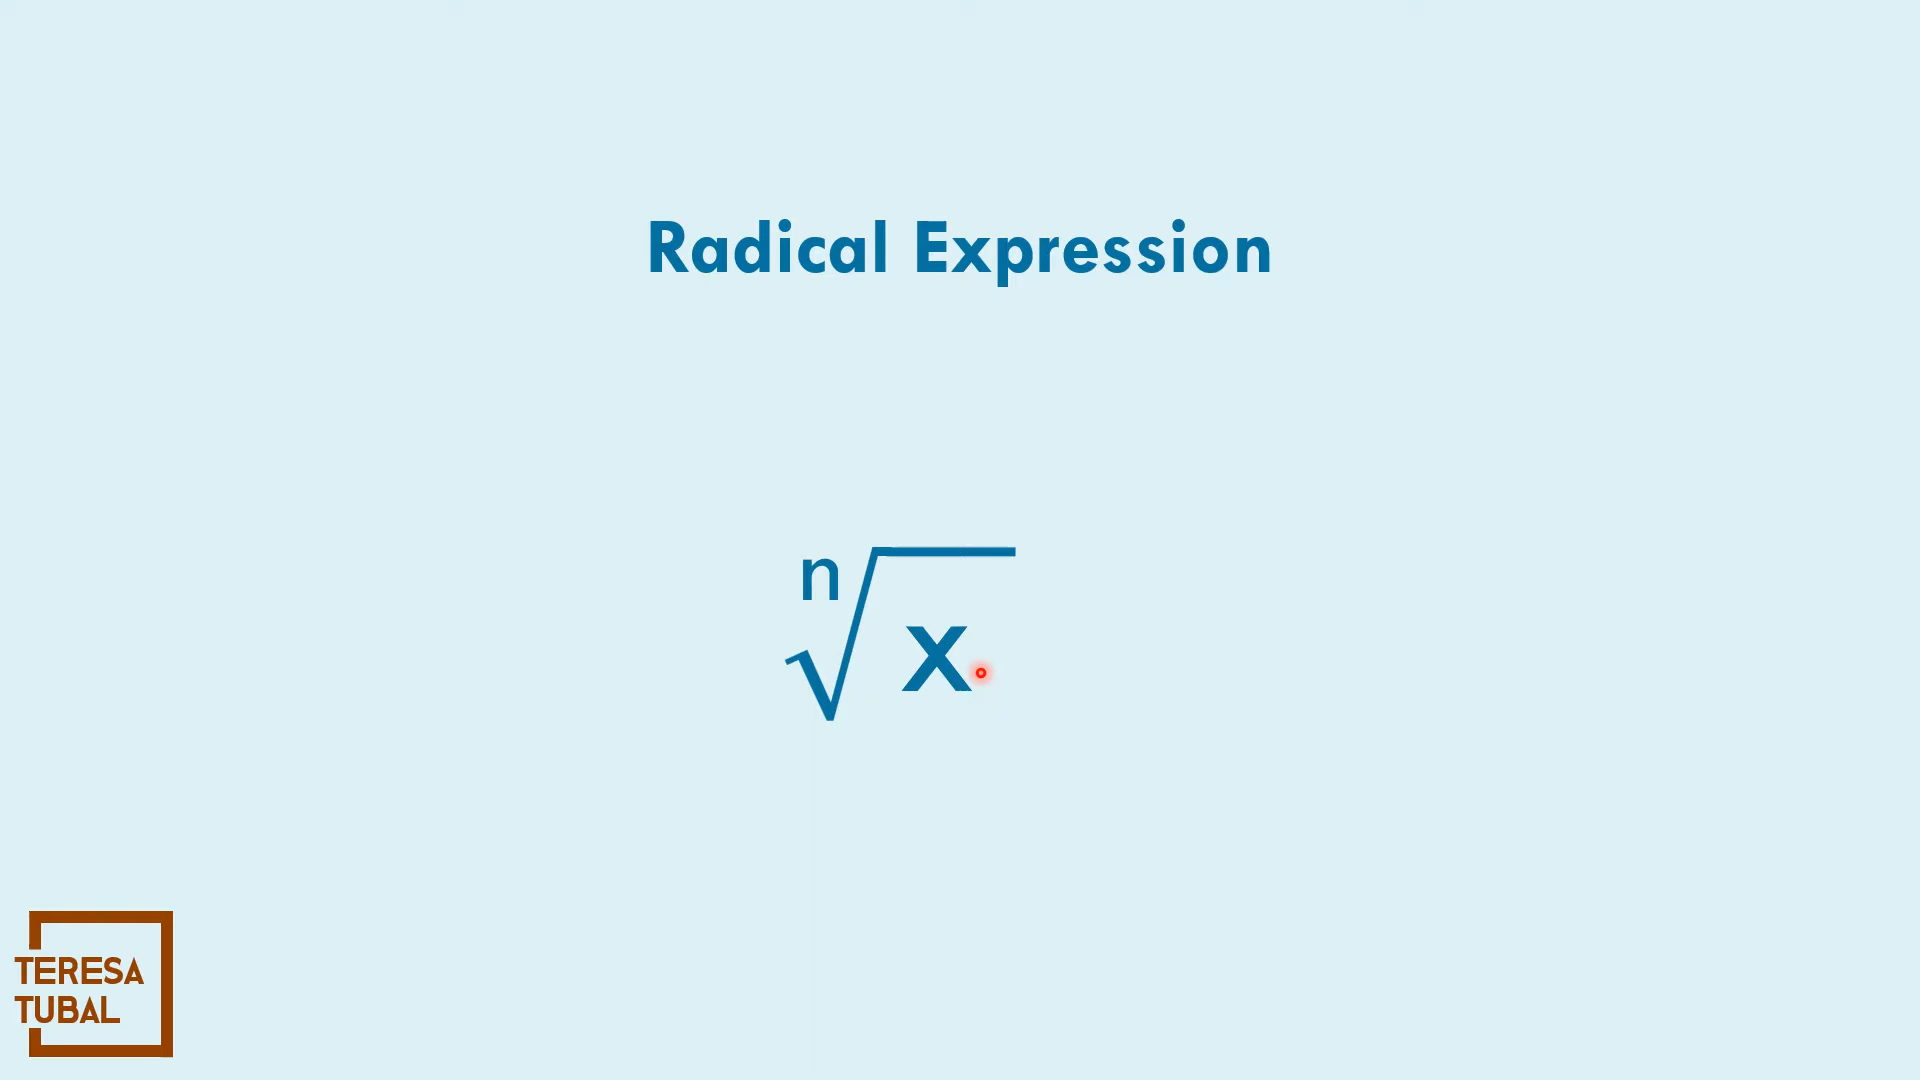 Radical Expression
n
√x
TERESA
TUBAL